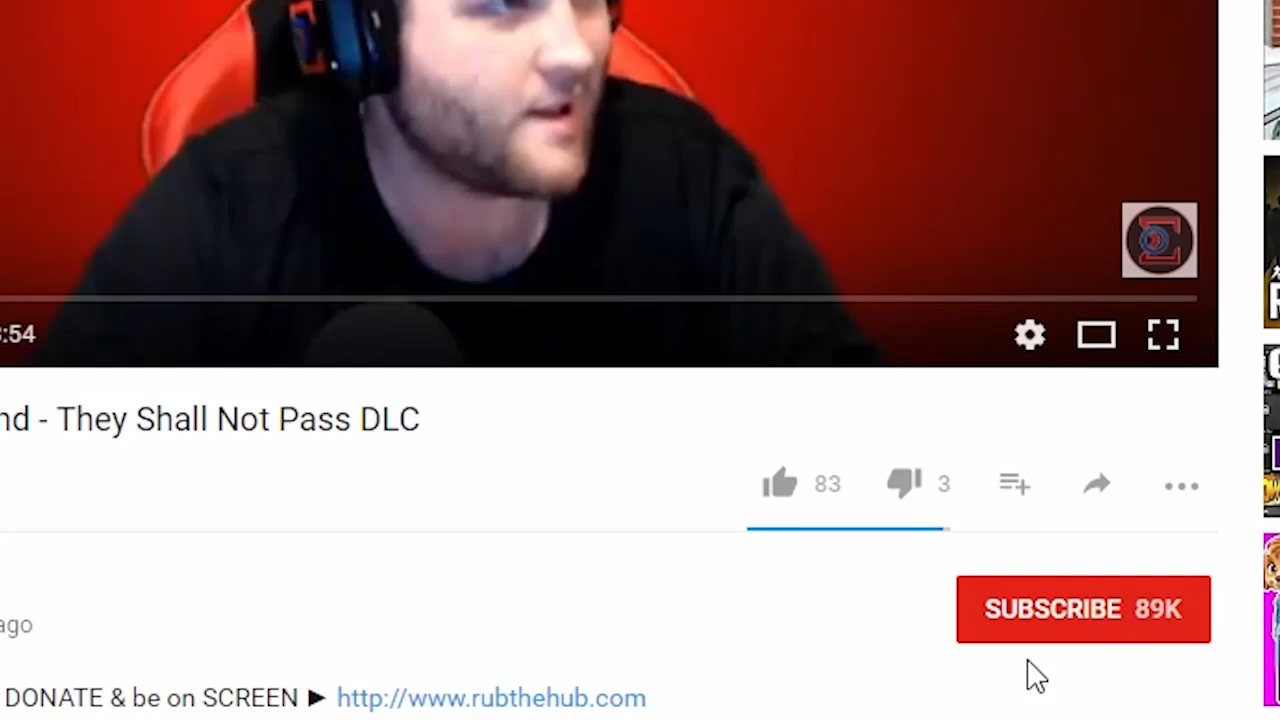 :54
nd - They Shall Not Pass DLC
83 3
SUBSCRIBE 89K
ago
DONATE & be on SCREEN ► http://www.rubthehub.com